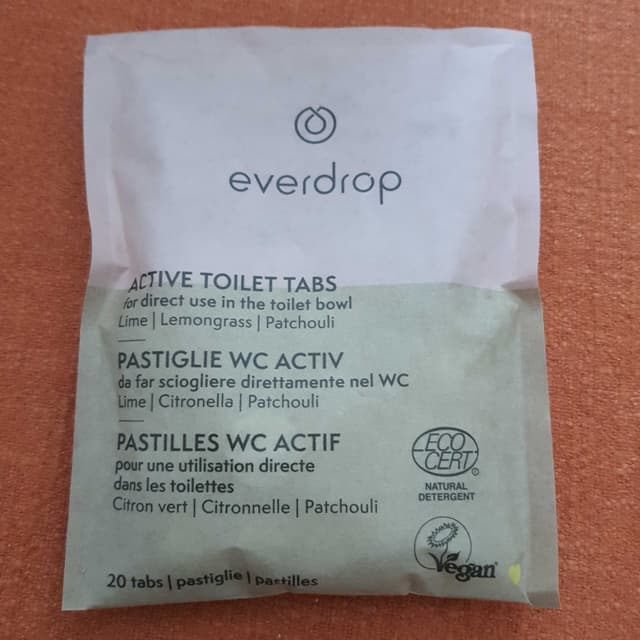 everdrop
ACTIVE TOILET TABS
for direct use in the toilet bowl
Lime | Lemongrass | Patchouli
PASTIGLIE WC ACTIV
da far sciogliere direttamente nel WC
Lime | Citronella | Patchouli
PASTILLES WC ACTIF
pour une utilisation directe
dans les toilettes
Citron vert | Citronnelle | Patchouli
ECO
CERT®
NATURAL
DETERGENT
Vegan
20 tabs | pastiglie | pastilles